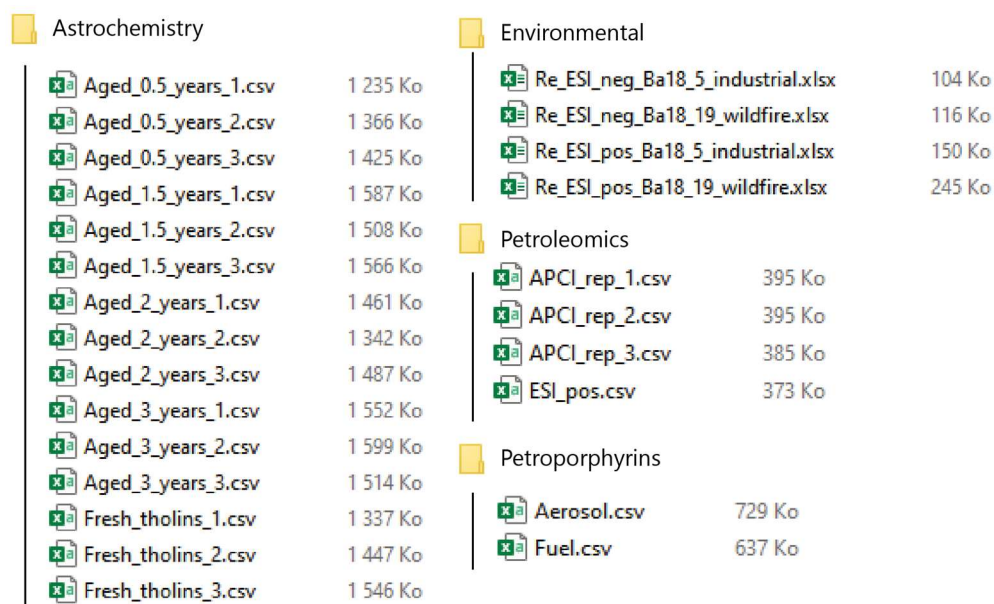 Astrochemistry
Aged_0.5_years_1.csv 1 235 Ko
Aged_0.5_years_2.csv 1 366 Ko
Aged_0.5_years_3.csv 1 425 Ko
Aged_1.5_years_1.csv 1 587 Ko
Aged_1.5_years_2.csv 1 508 Ko
Aged_1.5_years_3.csv 1 566 Ko
Aged_2_years_1.csv 1 461 Ko
Aged_2_years_2.csv 1 342 Ko
Aged_2_years_3.csv 1 487 Ko
Aged_3_years_1.csv 1 552 Ko
Aged_3_years_2.csv 1 599 Ko
Aged_3_years_3.csv 1 514 Ko
Fresh_tholins_1.csv 1 337 Ko
Fresh_tholins_2.csv 1 447 Ko
Fresh_tholins_3.csv 1 546 Ko
Environmental
Re_ESI_neg_Ba18_5_industrial.xlsx 104 Ko
Re_ESI_neg_Ba18_19_wildfire.xlsx 116 Ko
Re_ESI_pos_Ba18_5_industrial.xlsx 150 Ko
Re_ESI_pos_Ba18_19_wildfire.xlsx 245 Ko
Petroleomics
APCI_rep_1.csv 395 Ko
APCI_rep_2.csv 395 Ko
APCI_rep_3.csv 385 Ko
ESI_pos.csv 373 Ko
Petroporphyrins
Aerosol.csv 729 Ko
Fuel.csv 637 Ko